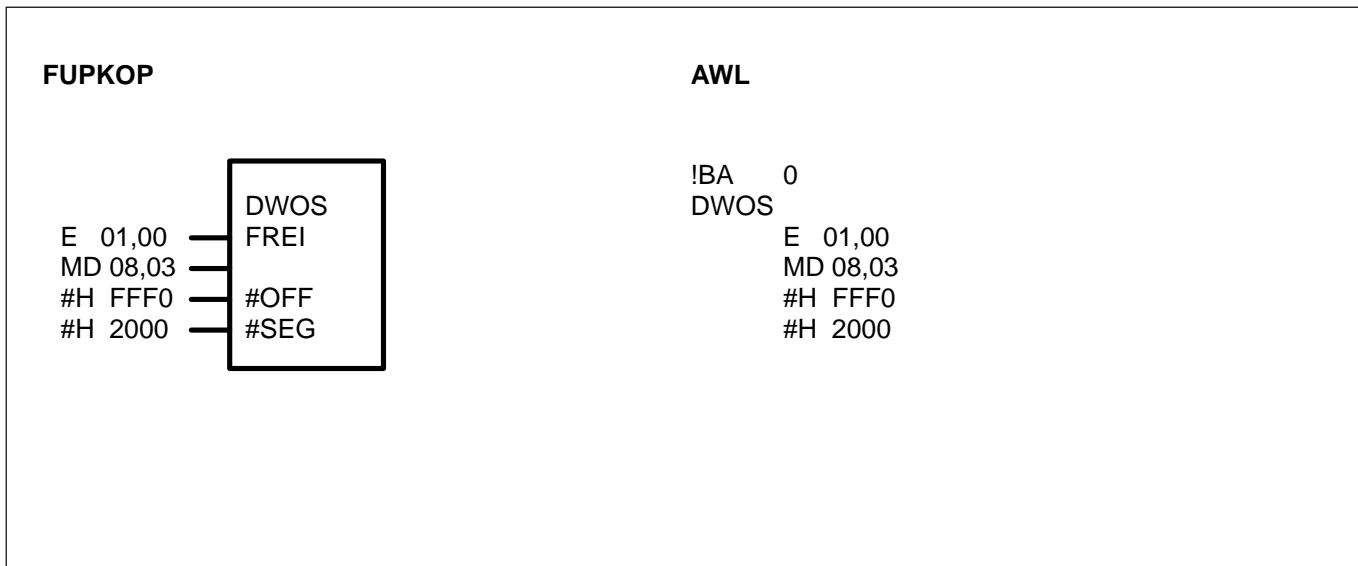 FUPKOP
DWOS
E 01,00 FREI
MD 08,03
#H FFF0 #OFF
#H 2000 #SEG
AWL
!BA 0
DWOS
E 01,00
MD 08,03
#H FFF0
#H 2000